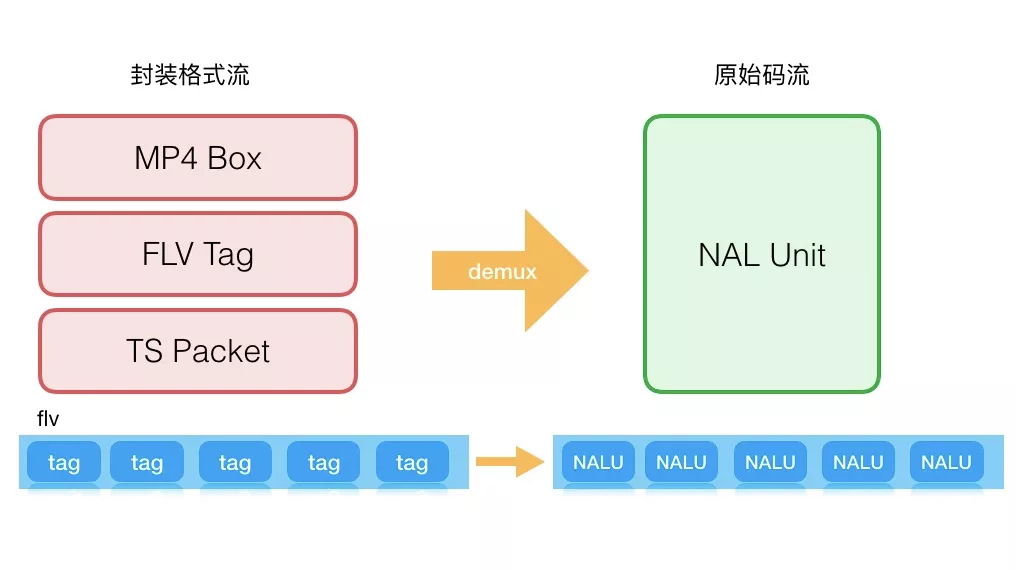 封装格式流
原始码流
MP4 Box
FLV Tag
TS Packet
demux
NAL Unit
flv
tag tag tag tag tag
NALU NALU NALU NALU NALU